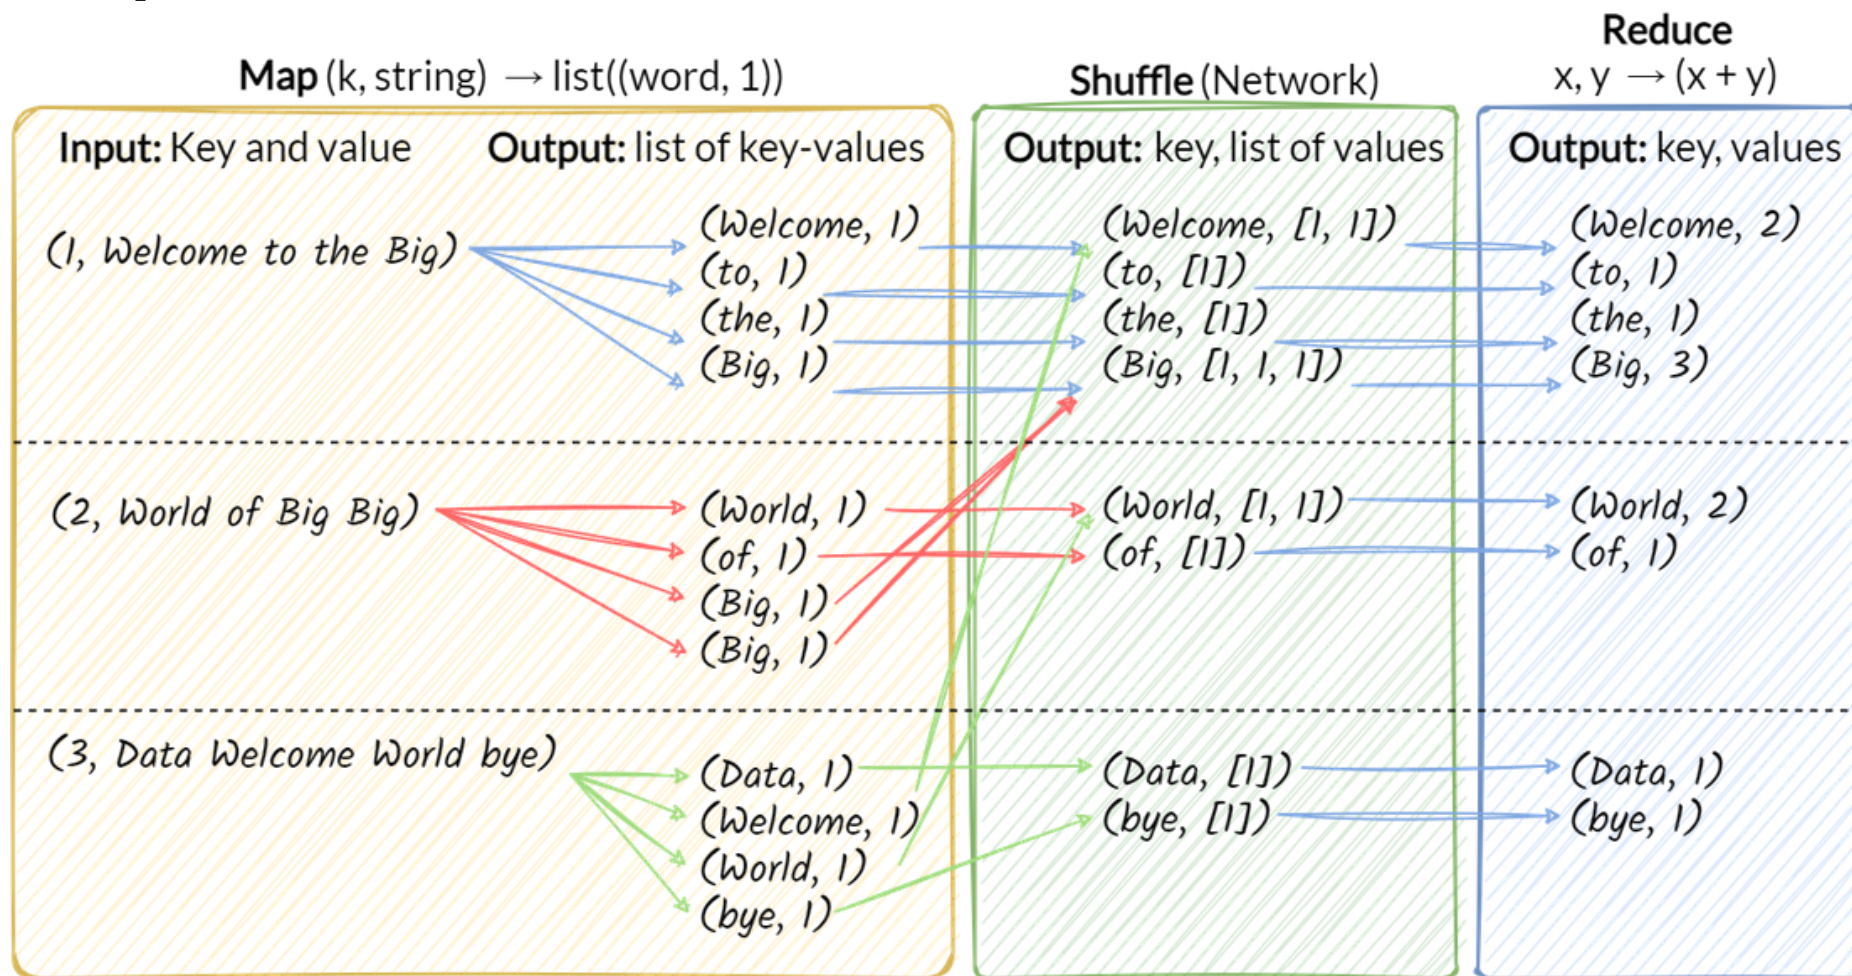 Map (k, string) → list((word, 1))
Input: Key and value
Output: list of key-values
(1, Welcome to the Big)
(Welcome, 1)
(to, 1)
(the, 1)
(Big, 1)
(2, World of Big Big)
(World, 1)
(of, 1)
(Big, 1)
(Big, 1)
(3, Data Welcome World bye)
(Data, 1)
(Welcome, 1)
(World, 1)
(bye, 1)
Shuffle (Network)
Output: key, list of values
(Welcome, [1, 1])
(to, [1])
(the, [1])
(Big, [1, 1, 1])
(World, [1, 1])
(of, [1])
(Data, [1])
(bye, [1])
Reduce
x, y → (x + y)
Output: key, values
(Welcome, 2)
(to, 1)
(the, 1)
(Big, 3)
(World, 2)
(of, 1)
(Data, 1)
(bye, 1)